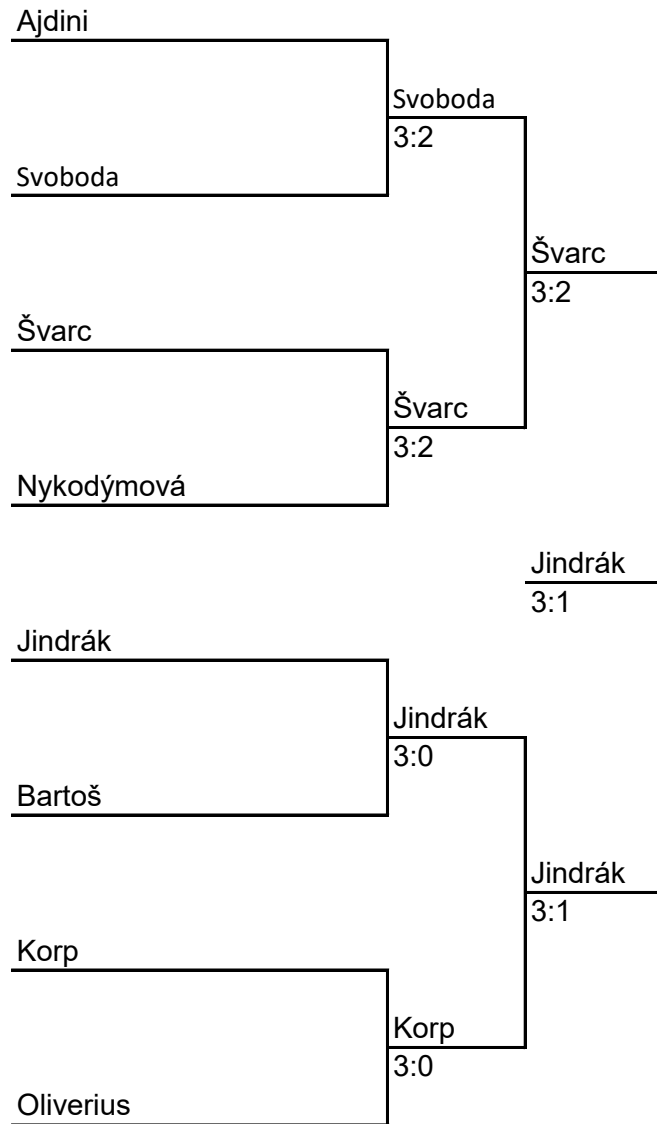 Ajdini
Svoboda
3:2
Svoboda
Švarc
3:2
Švarc
Švarc
3:2
Nykodýmová
Jindrák
3:1
Jindrák
Jindrák
3:0
Bartoš
Jindrák
3:1
Korp
Korp
3:0
Oliverius